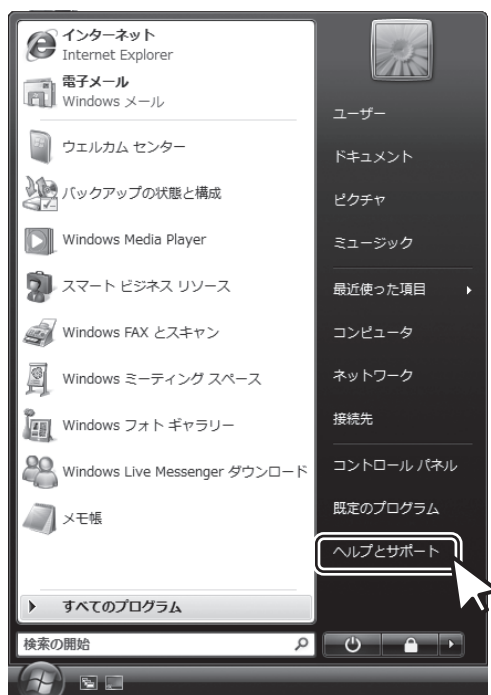 インターネット
Internet Explorer
電子メール
Windows メール
ウェルカム センター
バックアップの状態と構成
Windows Media Player
スマート ビジネス リソース
Windows FAX とスキャン
Windows ミーティング スペース
Windows フォト ギャラリー
Windows Live Messenger ダウンロード
メモ帳
すべてのプログラム
検索の開始
ユーザー
ドキュメント
ピクチャ
ミュージック
最近使った項目
コンピュータ
ネットワーク
接続先
コントロール パネル
既定のプログラム
ヘルプとサポート